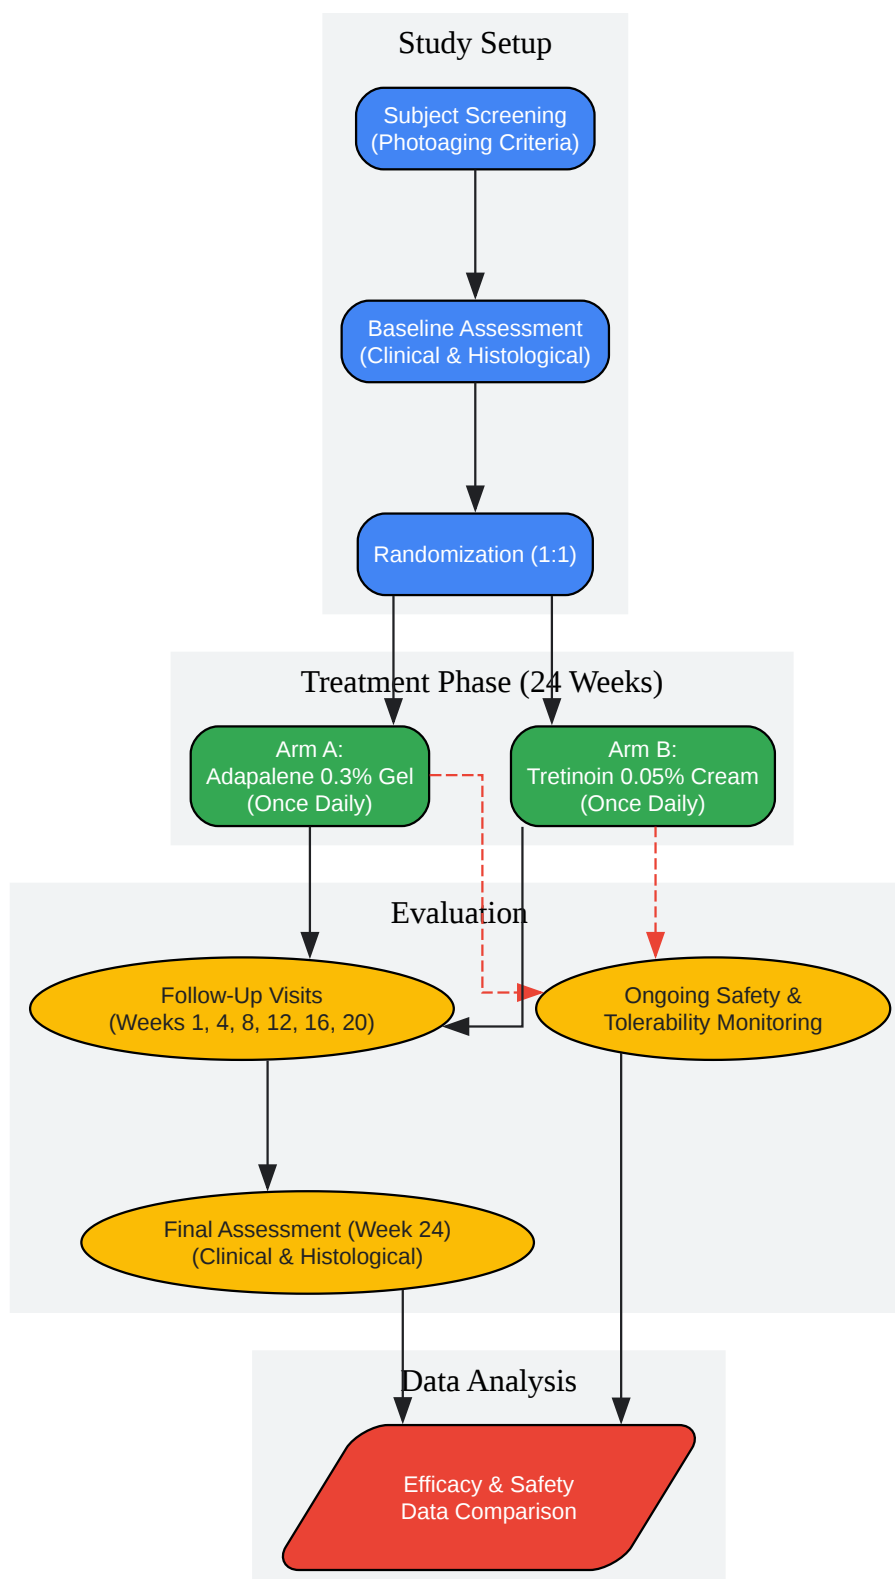 Study Setup
Subject Screening
(Photoaging Criteria)
Baseline Assessment
(Clinical & Histological)
Randomization (1:1)
Treatment Phase (24 Weeks)
Arm A:
Adapalene 0.3% Gel
(Once Daily)
Arm B:
Tretinoin 0.05% Cream
(Once Daily)
Evaluation
Follow-Up Visits
(Weeks 1, 4, 8, 12, 16, 20)
Ongoing Safety &
Tolerability Monitoring
Final Assessment (Week 24)
(Clinical & Histological)
Data Analysis
Efficacy & Safety
Data Comparison